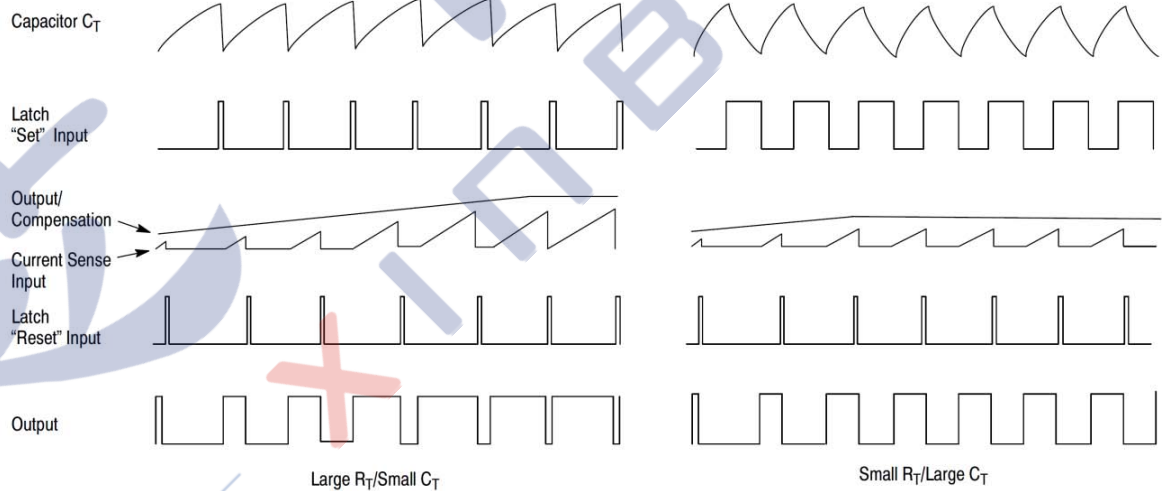 Capacitor CT
Latch
“Set” Input
Output/
Compensation
Current Sense
Input
Latch
“Reset” Input
Output
Large RT/Small CT
Small RT/Large CT